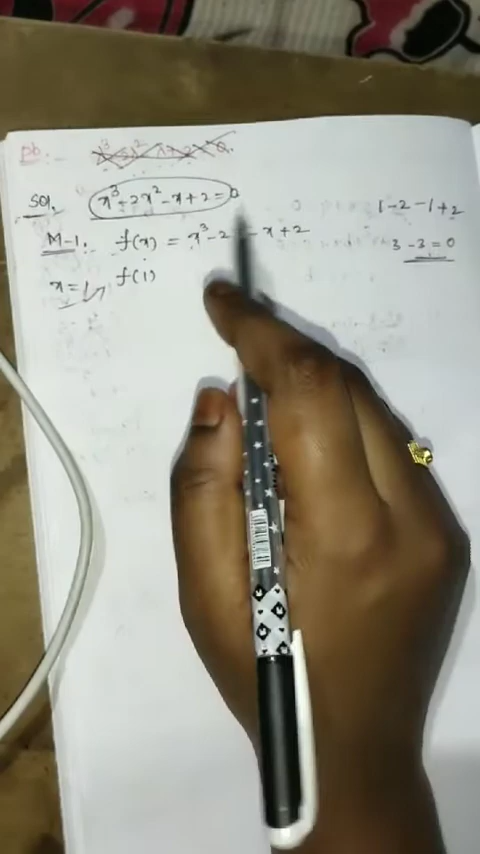 Pb:-
Sol, x³-2x²-x+2=0
1-2-1+2
M-1. f(x) = x³-2 - x+2
3-3=0
x=1, f(1)